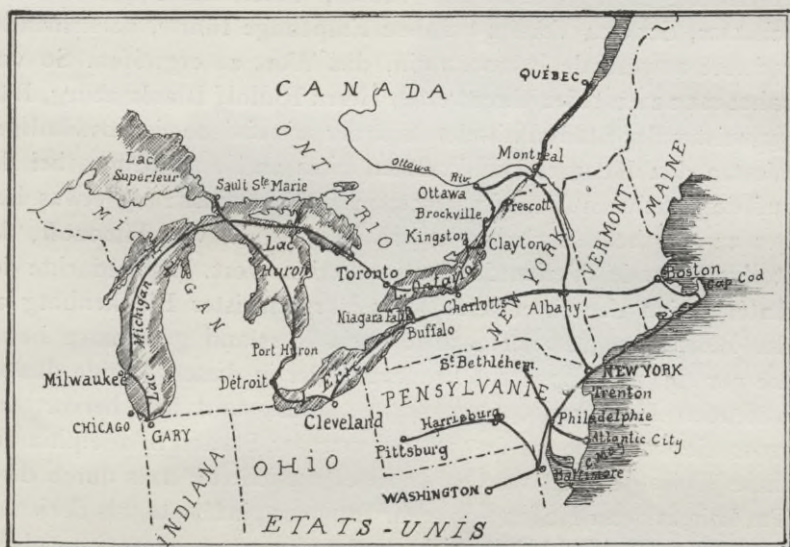 CANADA
QUÉBEC
ONTARIO
Ottawa Riv.
Montréal
Lac
Supérieur
Sault Ste Marie
Ottawa
Prescott
Brockville
Kingston
Clayton
MAINE
VERMONT
NEW YORK
MICHIGAN
Lac
Huron
Toronto
L. Ontario
Charlotte
Albany
Boston
Cap Cod
Niagara Falls
Buffalo
Lac Michigan
Port Huron
Erie
Bethléhem
NEW YORK
Milwaukee
Détroit
PENSYLVANIE
Trenton
Cleveland
CHICAGO
GARY
Harrisburg
Philadelphie
Pittsburg
Atlantic City
C. May
INDIANA
OHIO
Baltimore
WASHINGTON
ETATS-UNIS